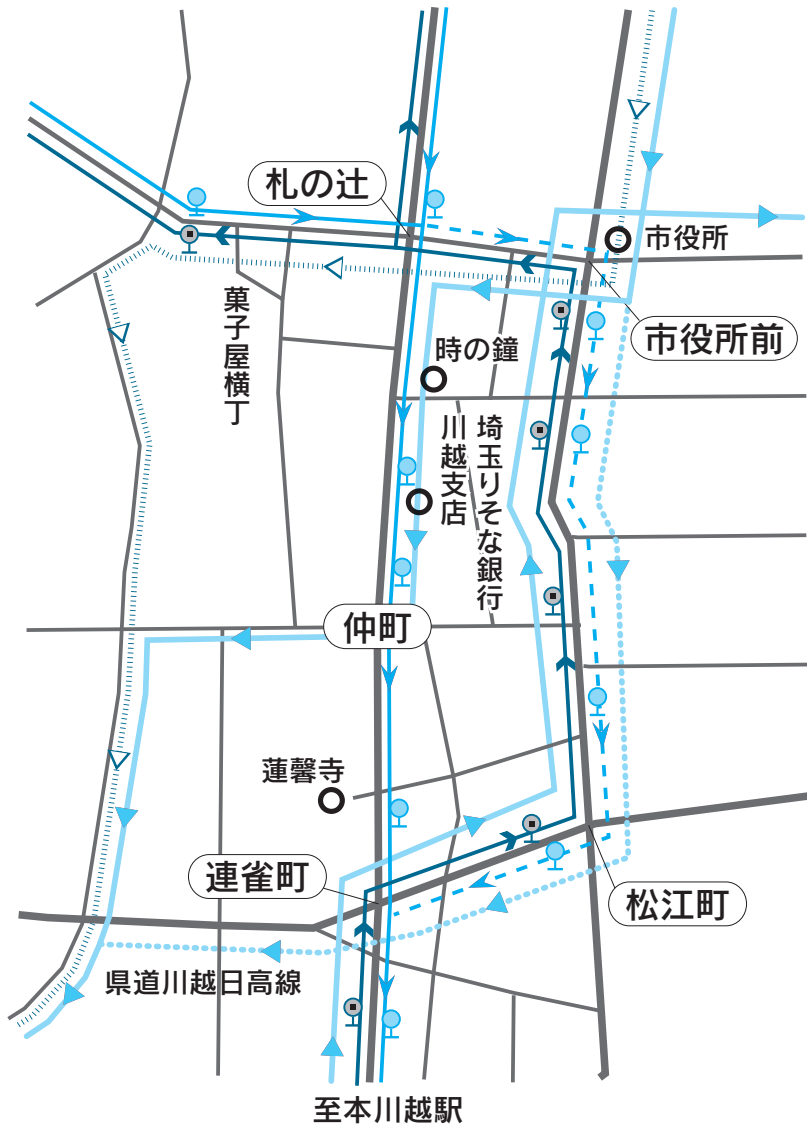 札の辻
市役所
菓子屋横丁
市役所前
時の鐘
埼玉りそな銀行
川越支店
仲町
蓮馨寺
連雀町
松江町
県道川越日高線
至本川越駅